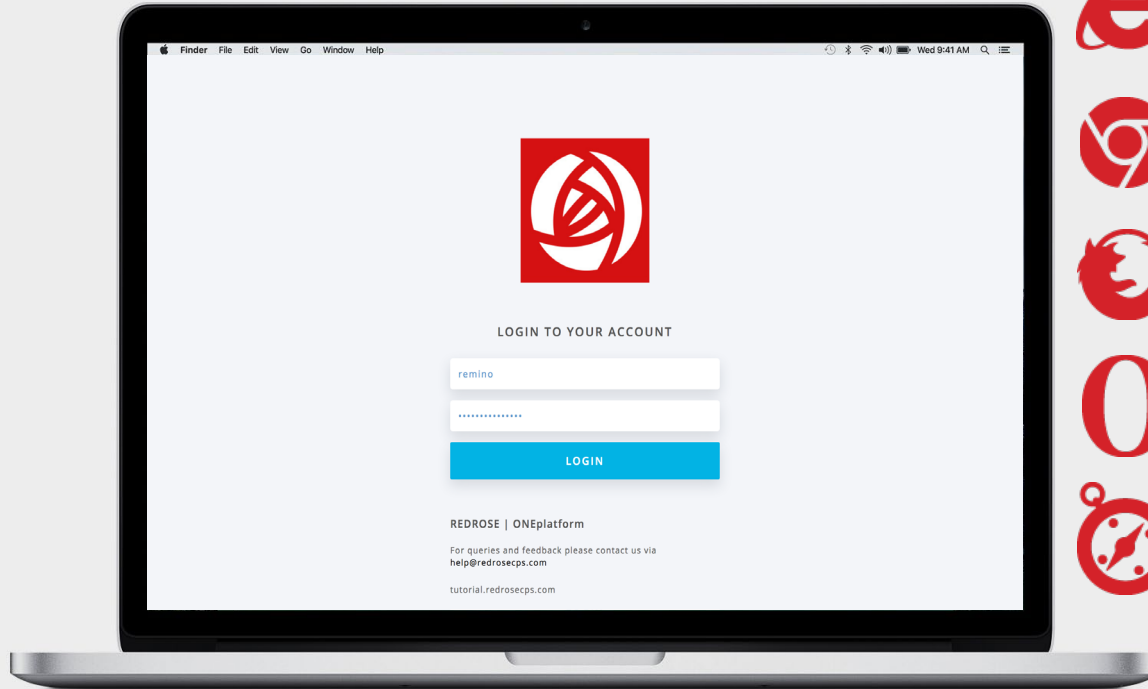 Finder File Edit View Go Window Help Wed 9:41 AM
LOGIN TO YOUR ACCOUNT
remino
•••••••••••••••
LOGIN
REDROSE | ONEplatform
For queries and feedback please contact us via
help@redrosecps.com
tutorial.redrosecps.com